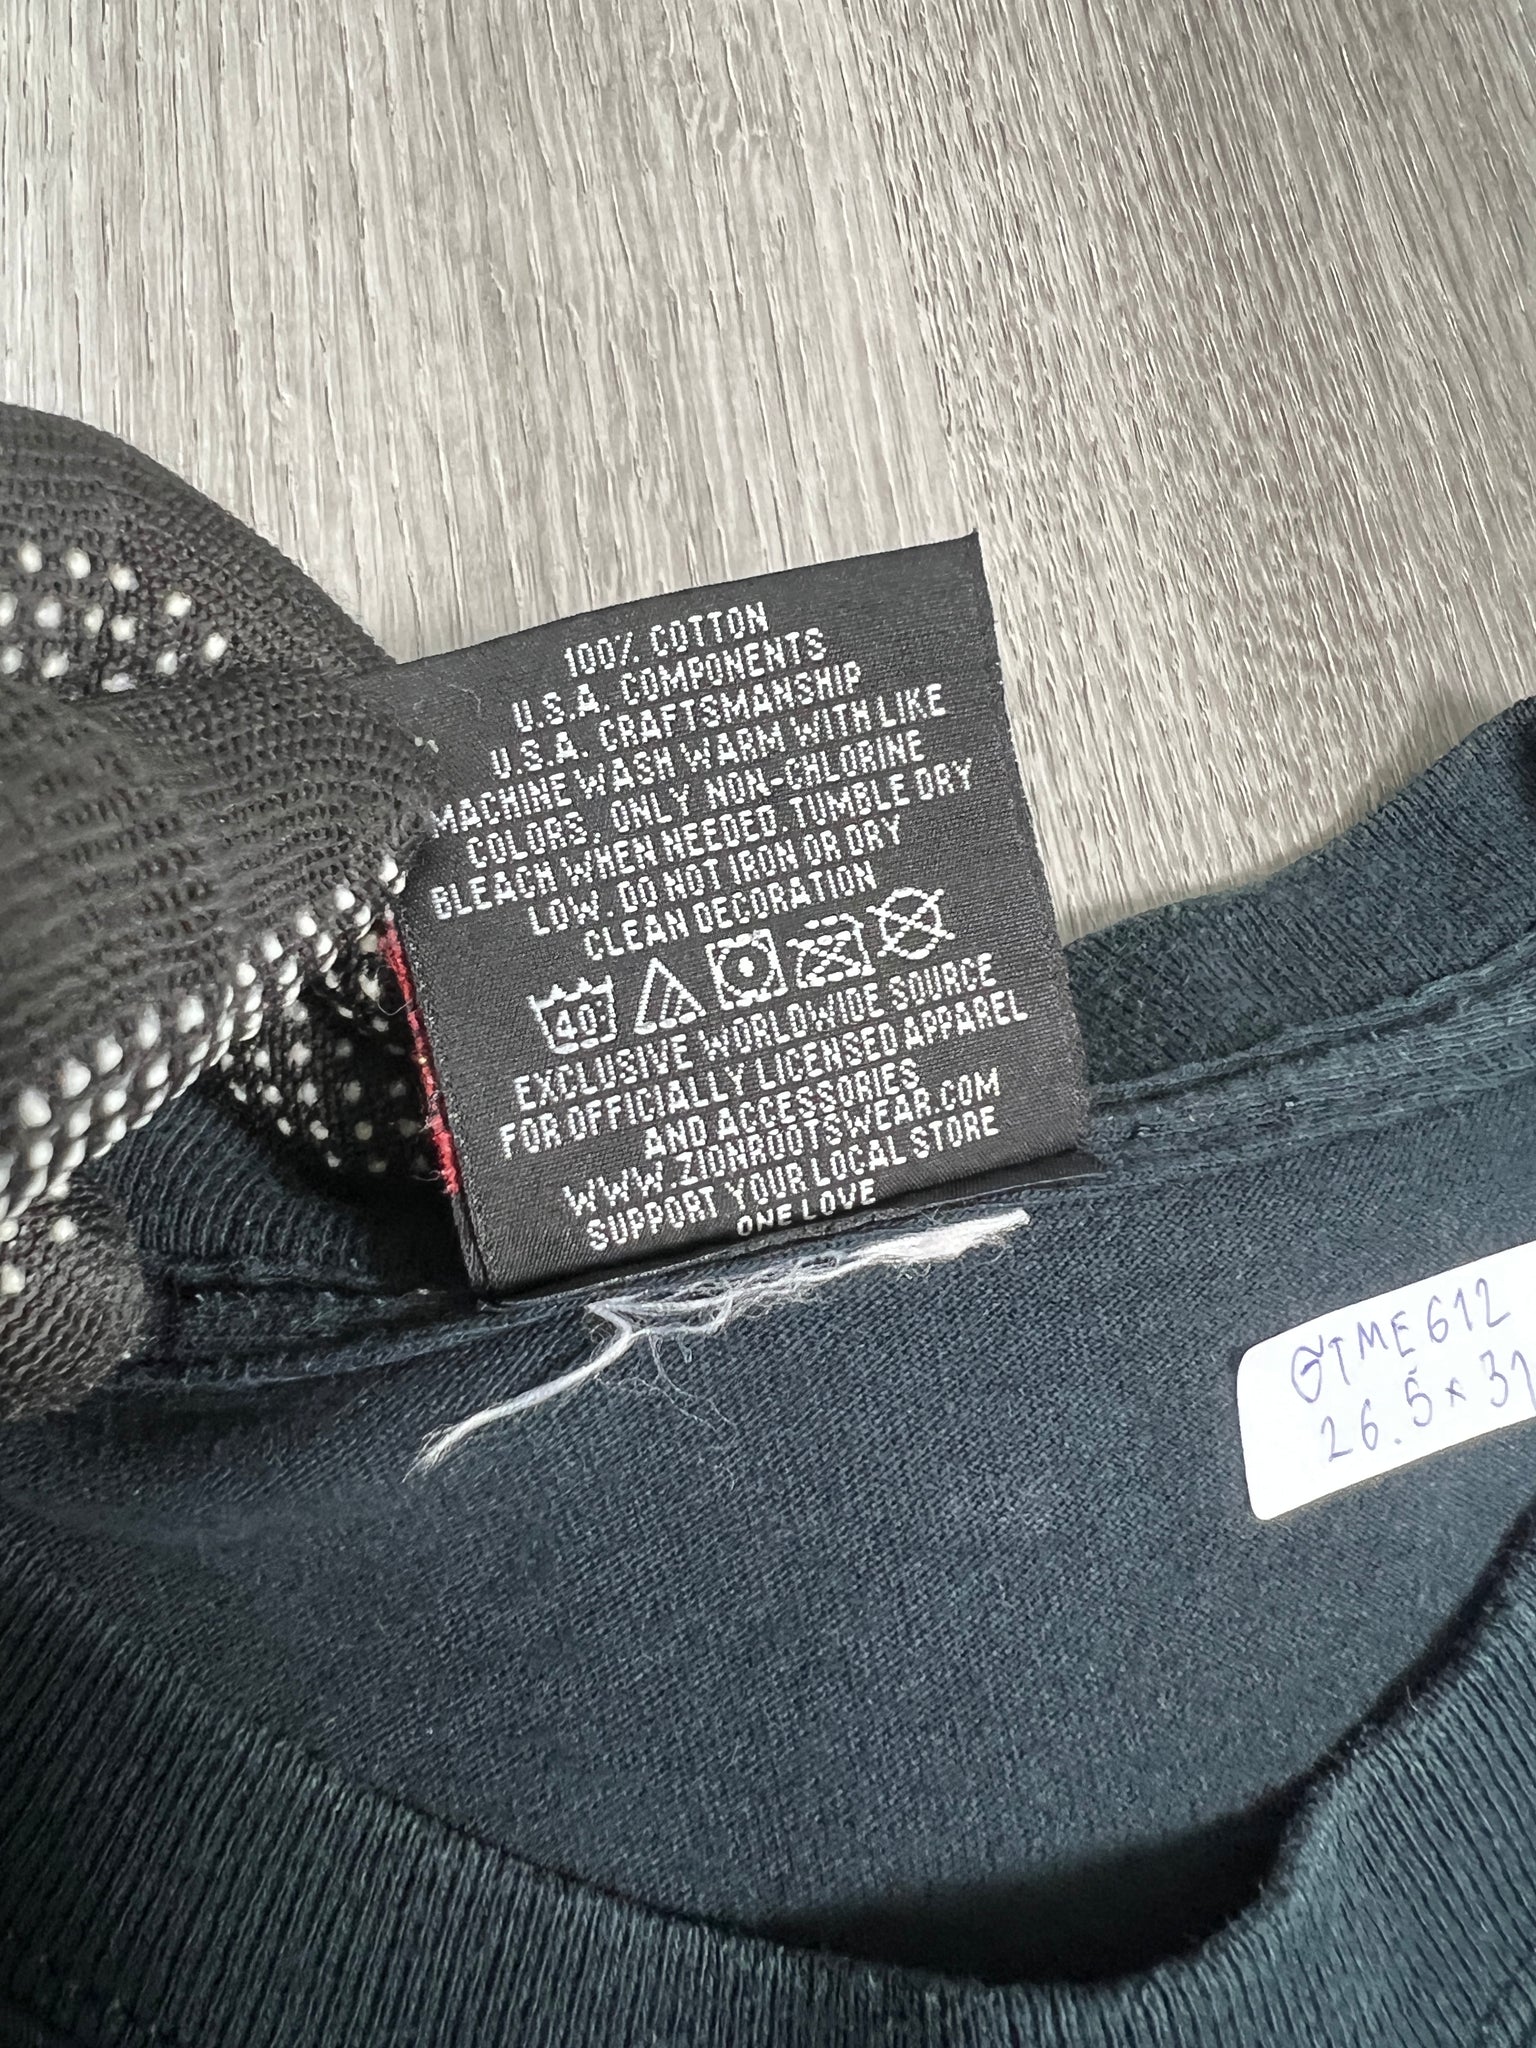 100% COTTON
U.S.A. COMPONENTS
U.S.A. CRAFTSMANSHIP
MACHINE WASH WARM WITH LIKE
COLORS, ONLY NON-CHLORINE
BLEACH WHEN NEEDED. TUMBLE DRY
LOW. DO NOT IRON OR DRY
CLEAN DECORATION
40
EXCLUSIVE WORLDWIDE SOURCE
FOR OFFICIALLY LICENSED APPAREL
AND ACCESSORIES
WWW.ZIONROOTSWEAR.COM
SUPPORT YOUR LOCAL STORE
ONE LOVE
26.5 x 31